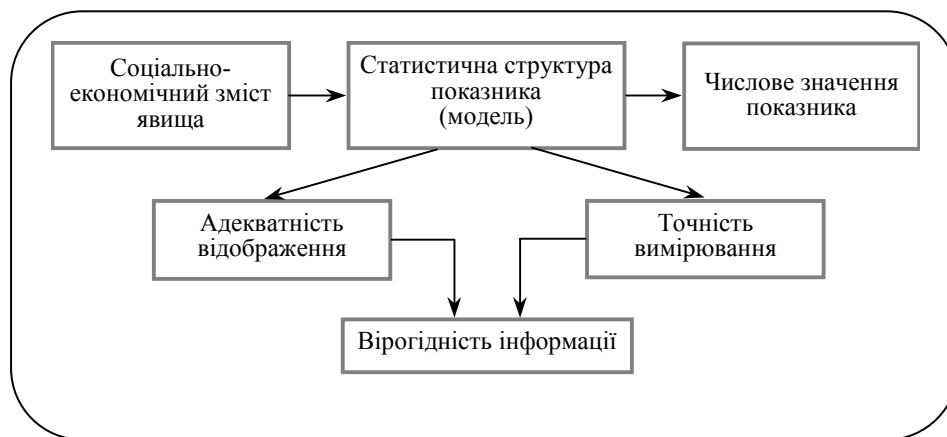 Соціально-
економічний зміст
явища
Статистична структура
показника
(модель)
Числове значення
показника
Адекватність
відображення
Точність
вимірювання
Вірогідність інформації